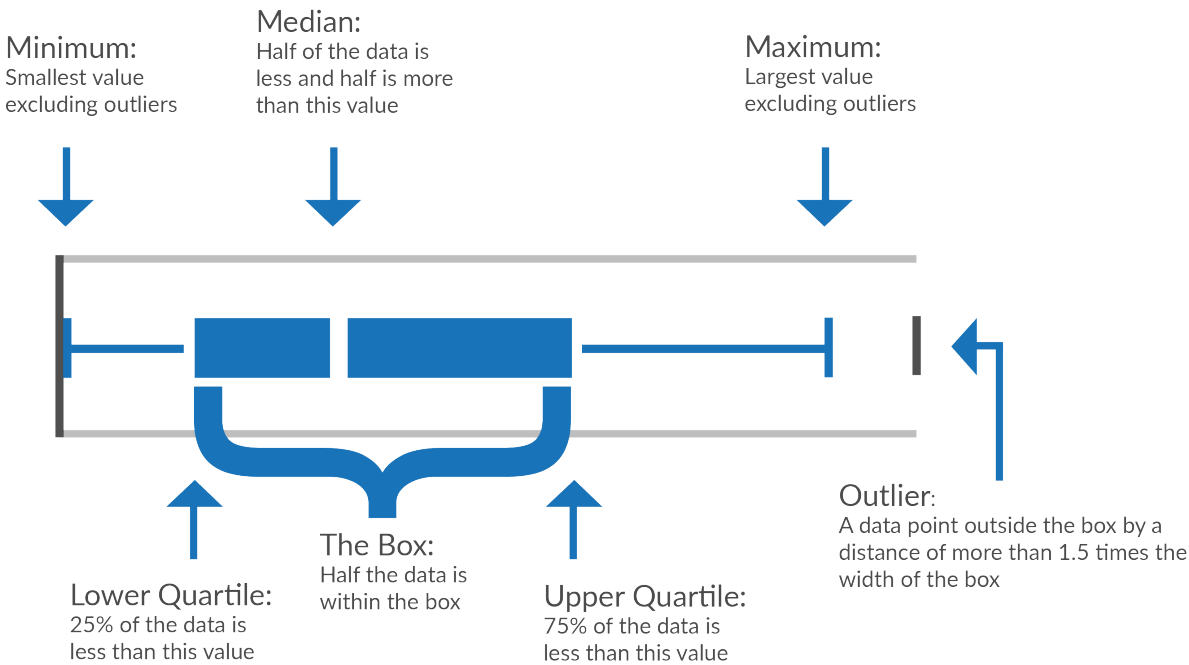 Minimum:
Smallest value
excluding outliers
Median:
Half of the data is
less and half is more
than this value
Maximum:
Largest value
excluding outliers
Lower Quartile:
25% of the data is
less than this value
The Box:
Half the data is
within the box
Upper Quartile:
75% of the data is
less than this value
Outlier:
A data point outside the box by a
distance of more than 1.5 times the
width of the box